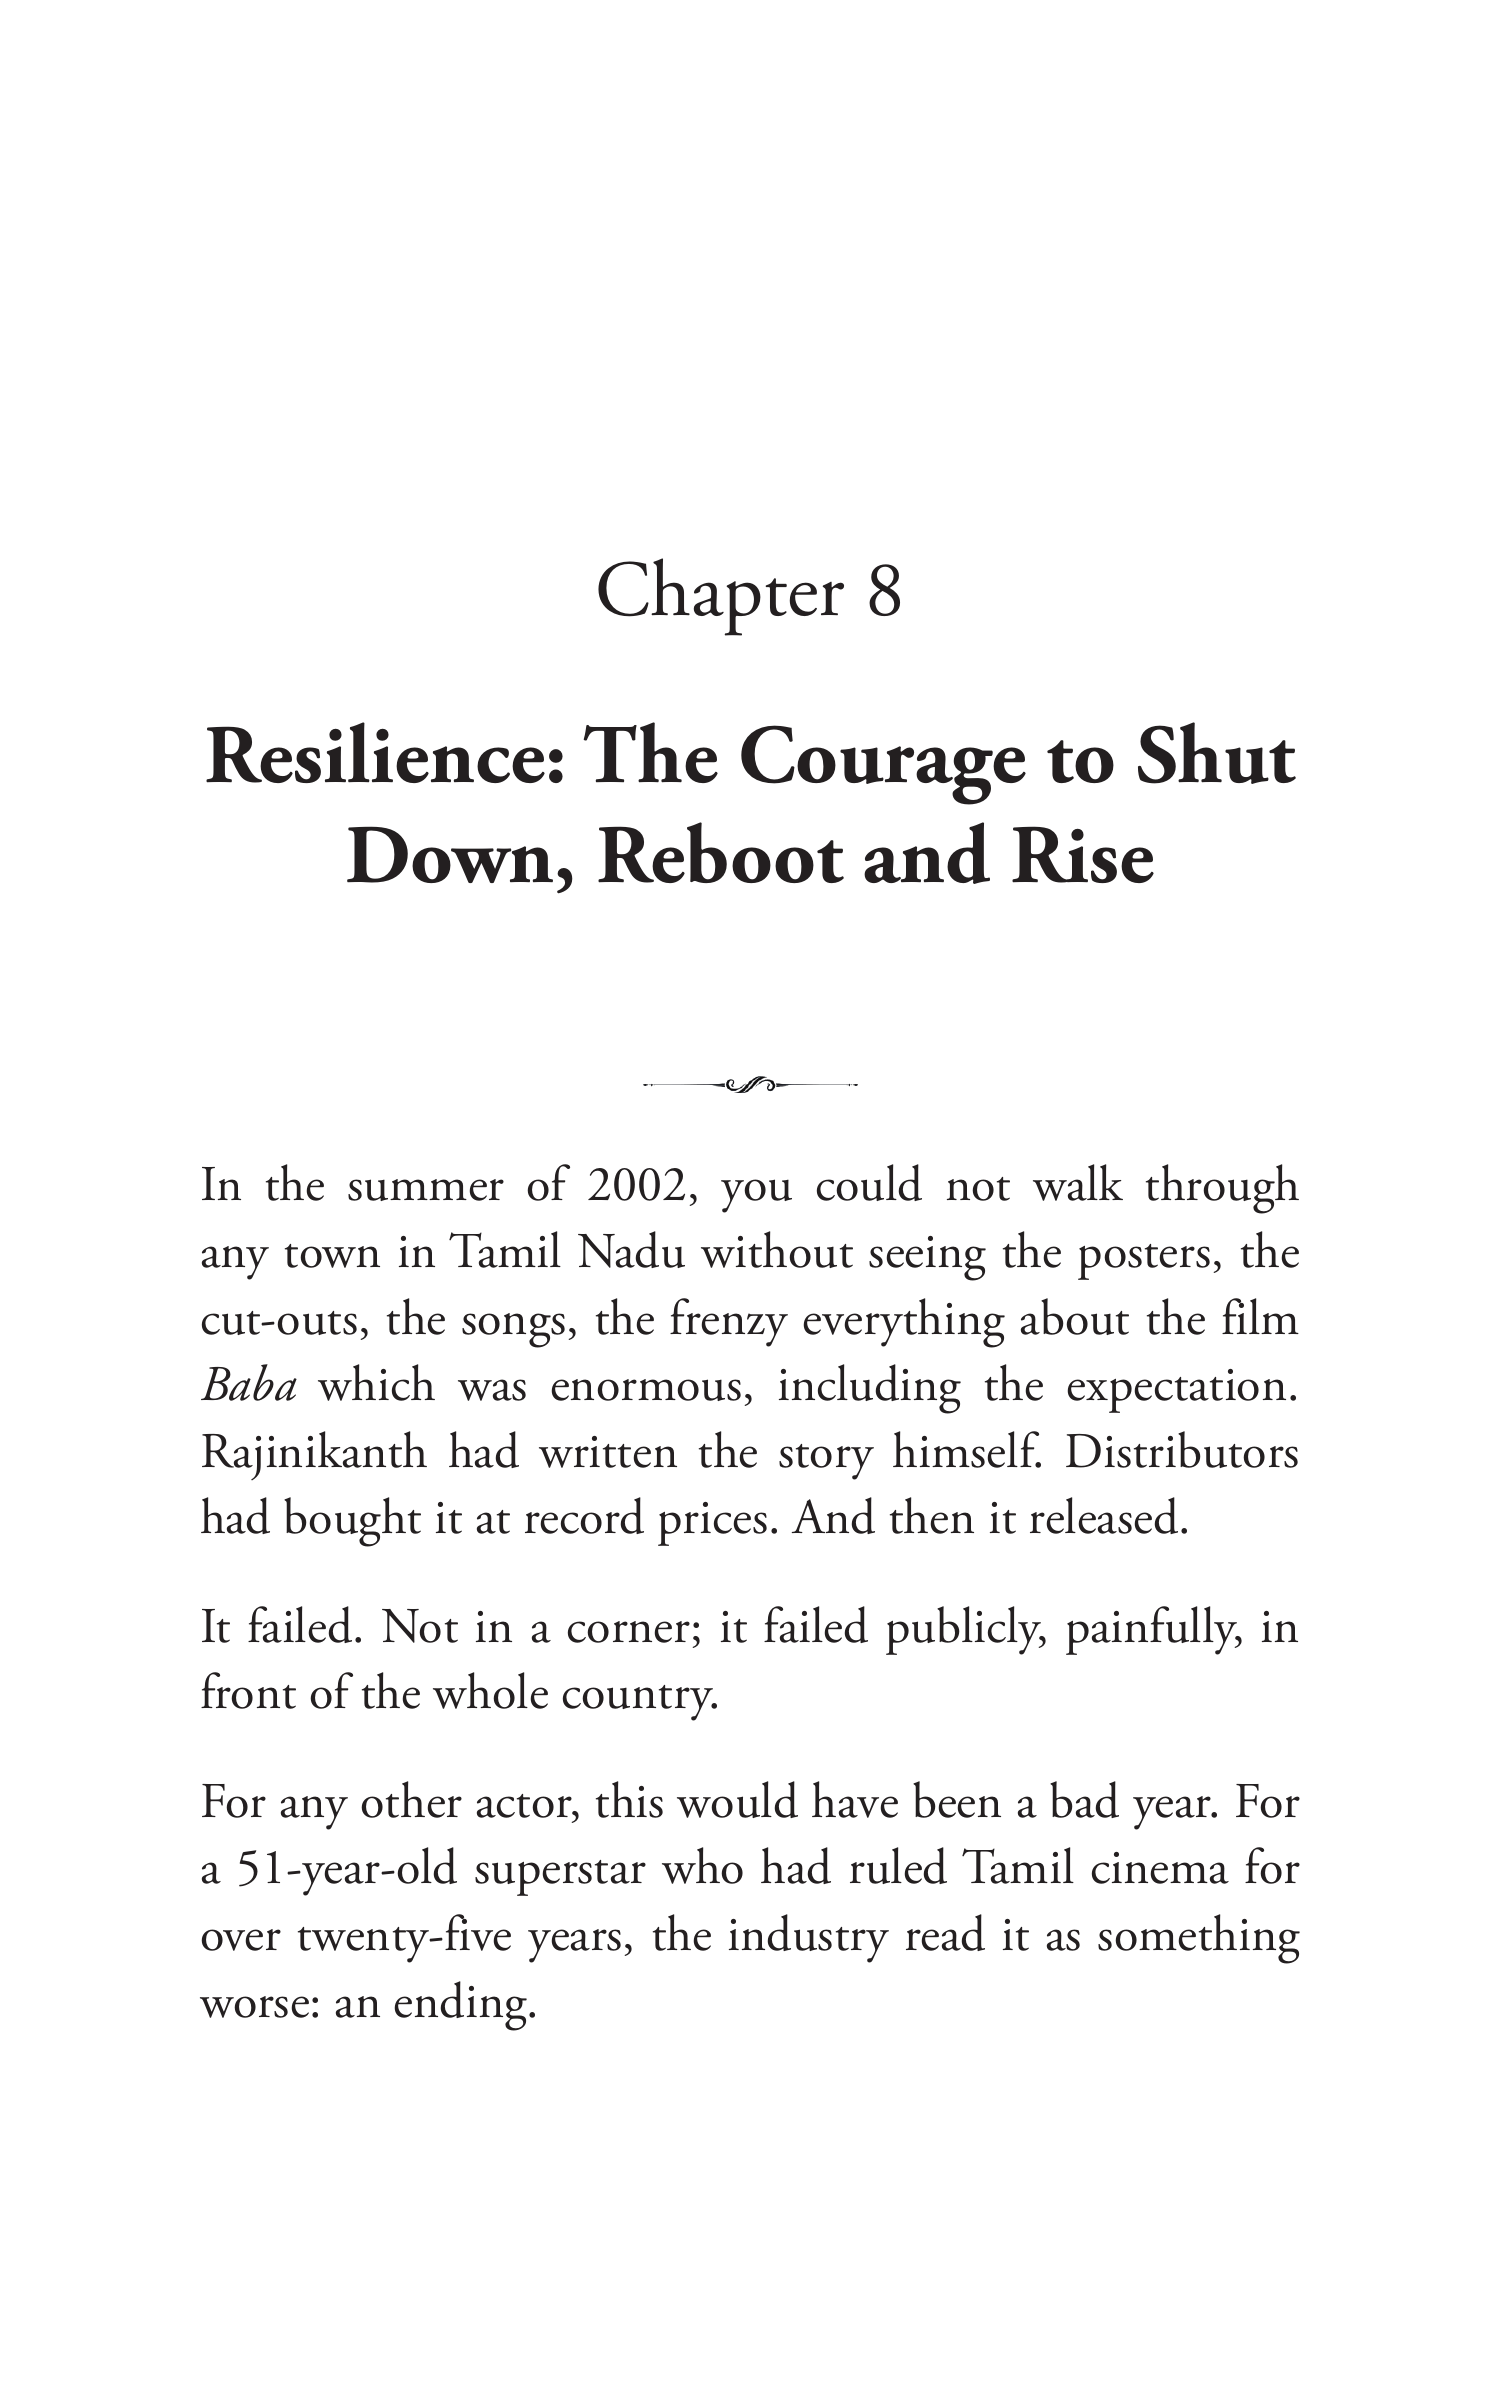 Chapter 8
Resilience: The Courage to Shut
Down, Reboot and Rise
In the summer of 2002, you could not walk through
any town in Tamil Nadu without seeing the posters, the
cut-outs, the songs, the frenzy everything about the film
Baba which was enormous, including the expectation.
Rajinikanth had written the story himself. Distributors
had bought it at record prices. And then it released.
It failed. Not in a corner; it failed publicly, painfully, in
front of the whole country.
For any other actor, this would have been a bad year. For
a 51-year-old superstar who had ruled Tamil cinema for
over twenty-five years, the industry read it as something
worse: an ending.